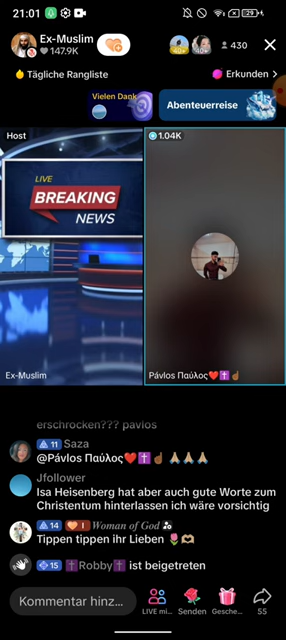 21:01
29
Ex-Muslim
147.9K
40+
40+
430
Tägliche Rangliste
Erkunden >
Vielen Dank
Abenteuerreise
Host
1.04K
LIVE
BREAKING
NEWS
Ex-Muslim
Pávlos Παύλος❤️✝️☝🏾
erschrocken??? pavlos
11 Saza
@Pávlos Παύλος❤️✝️☝🏾 🙏🏼🙏🏼🙏🏼
Jfollower
Isa Heisenberg hat aber auch gute Worte zum
Christentum hinterlassen ich wäre vorsichtig
14 I Woman of God
Tippen tippen ihr Lieben 🌷🫶🏼
15 ✝️Robby✝️ ist beigetreten
Kommentar hinz...
LIVE mi...
Senden
Gesche...
55